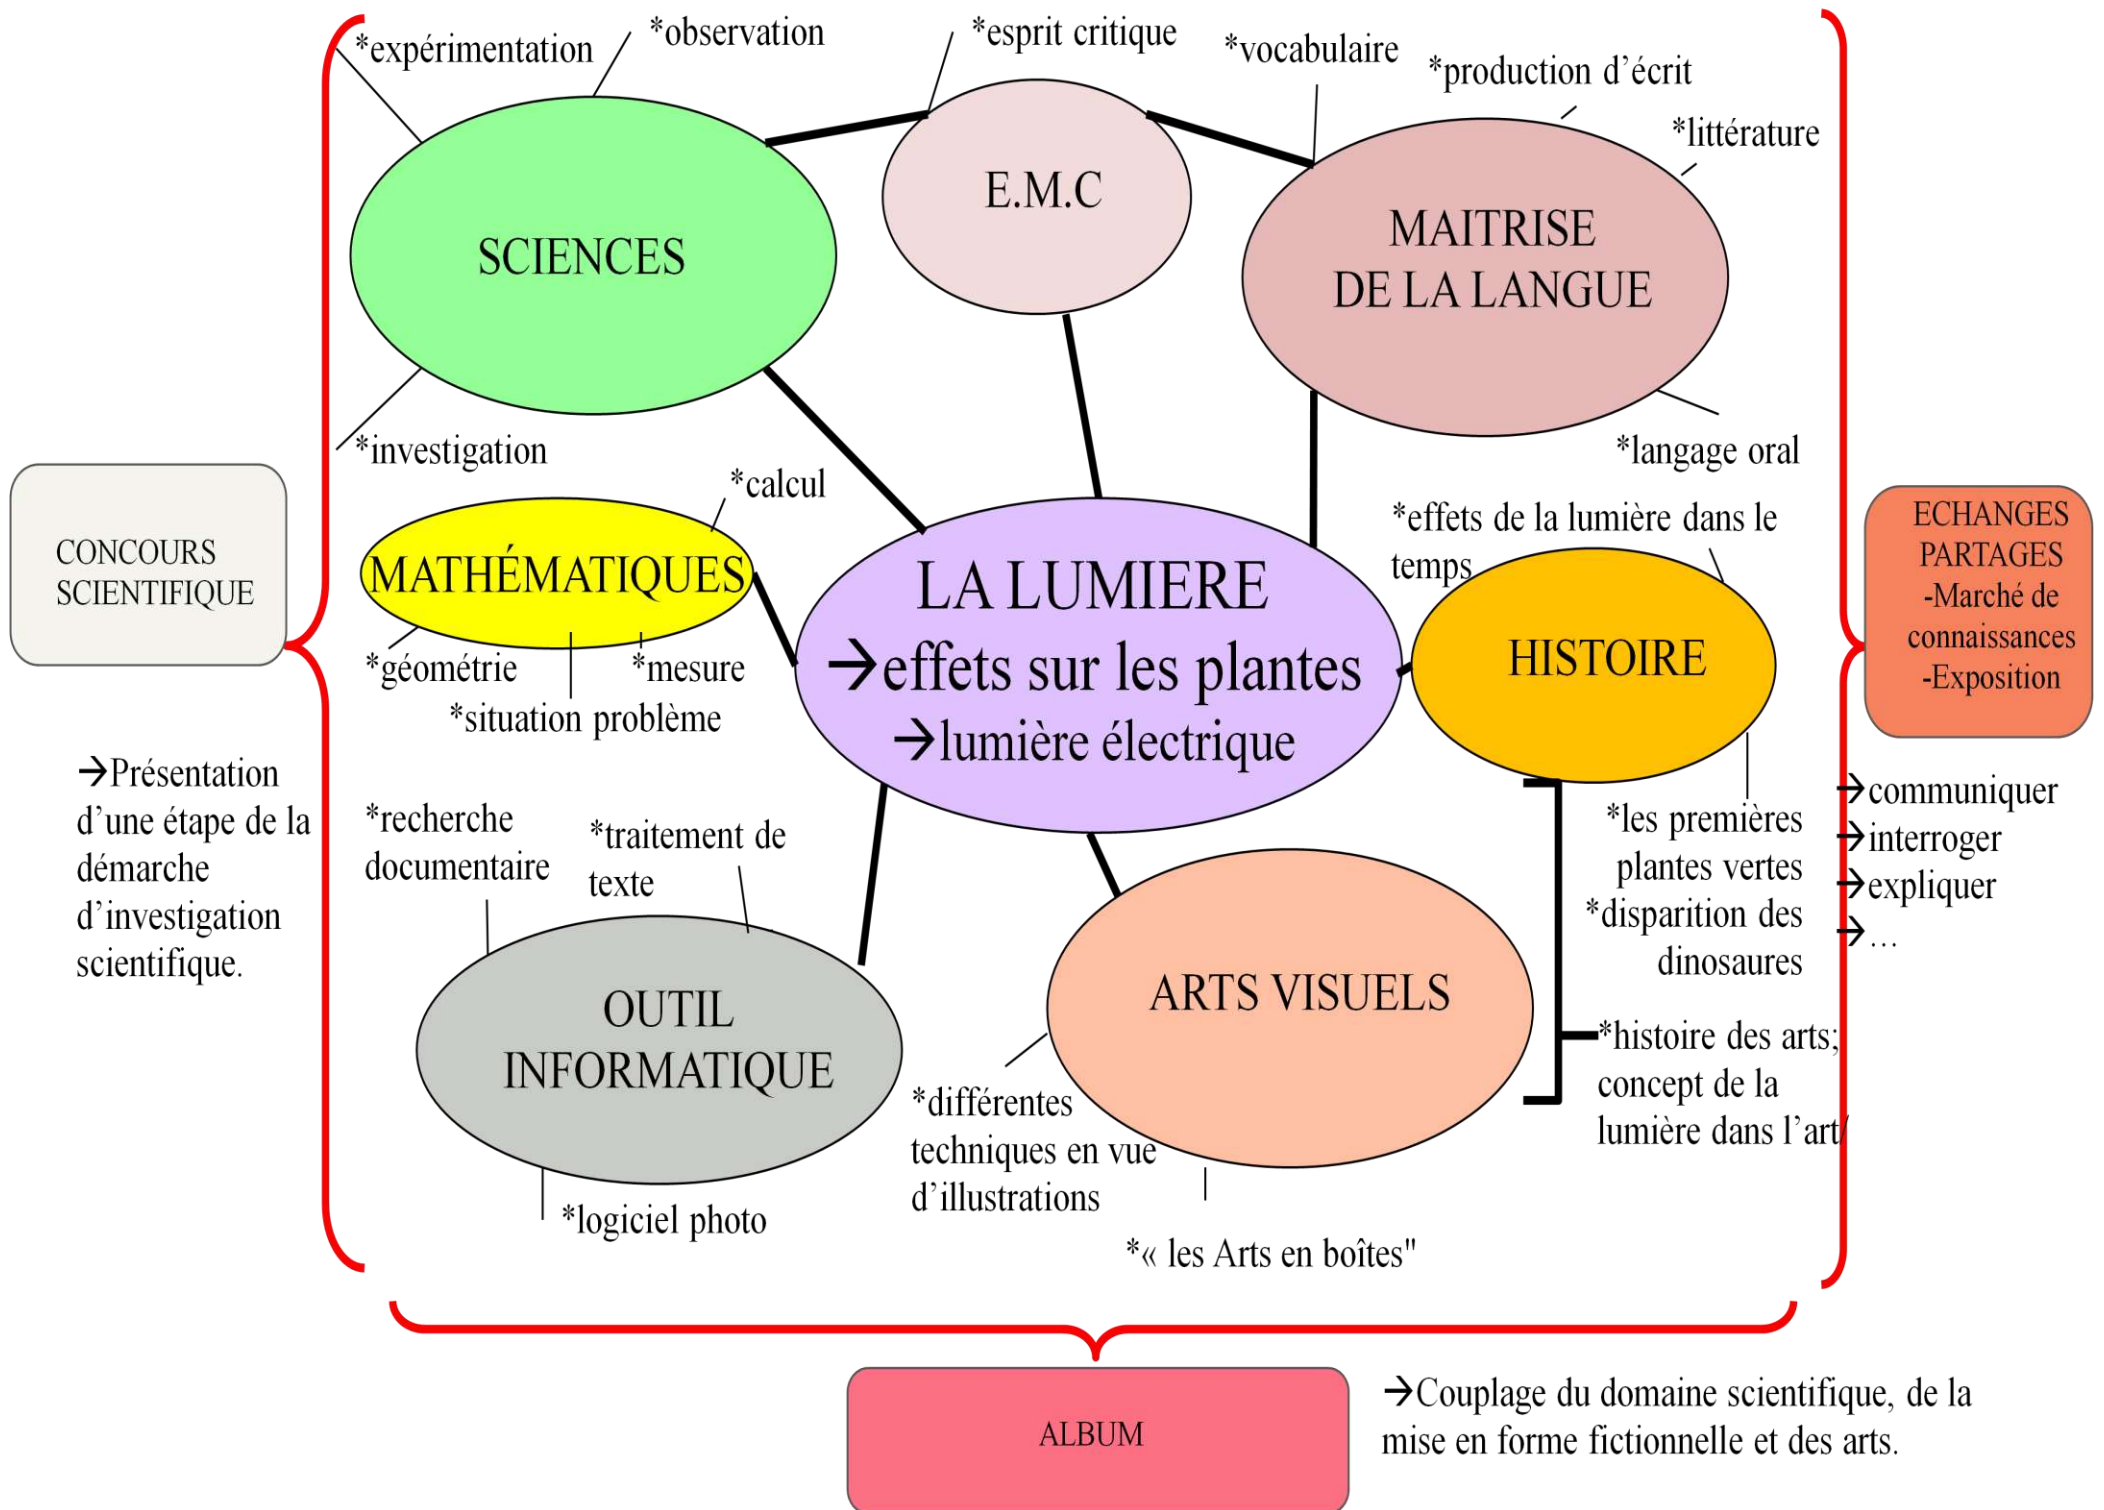 *expérimentation
*observation
*esprit critique
*vocabulaire
*production d’écrit
*littérature
SCIENCES
E.M.C
MAITRISE
DE LA LANGUE
*investigation
*langage oral
*calcul
MATHÉMATIQUES
*géométrie
*mesure
*situation problème
LA LUMIERE
→effets sur les plantes
→lumière électrique
*effets de la lumière dans le
temps
HISTOIRE
*les premières
plantes vertes
*disparition des
dinosaures
*histoire des arts;
concept de la
lumière dans l’art/
CONCOURS
SCIENTIFIQUE
→Présentation
d’une étape de la
démarche
d’investigation
scientifique.
ECHANGES
PARTAGES
-Marché de
connaissances
-Exposition
→communiquer
→interroger
→expliquer
→…
*recherche
documentaire
*traitement de
texte
OUTIL
INFORMATIQUE
*logiciel photo
ARTS VISUELS
*différentes
techniques en vue
d’illustrations
*« les Arts en boîtes"
ALBUM
→Couplage du domaine scientifique, de la
mise en forme fictionnelle et des arts.